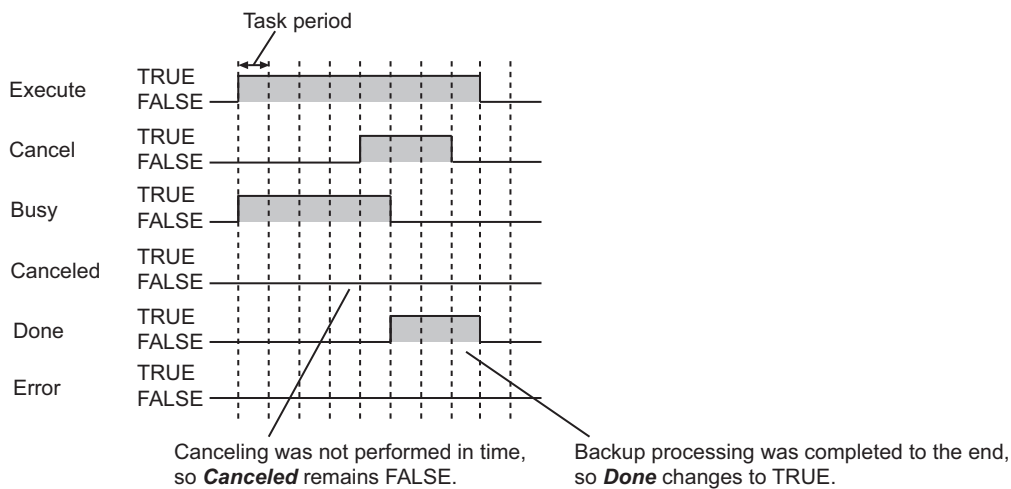 Task period
Execute
TRUE
FALSE
Cancel
TRUE
FALSE
Busy
TRUE
FALSE
Canceled
TRUE
FALSE
Done
TRUE
FALSE
Error
TRUE
FALSE
Canceling was not performed in time,
so Canceled remains FALSE.
Backup processing was completed to the end,
so Done changes to TRUE.